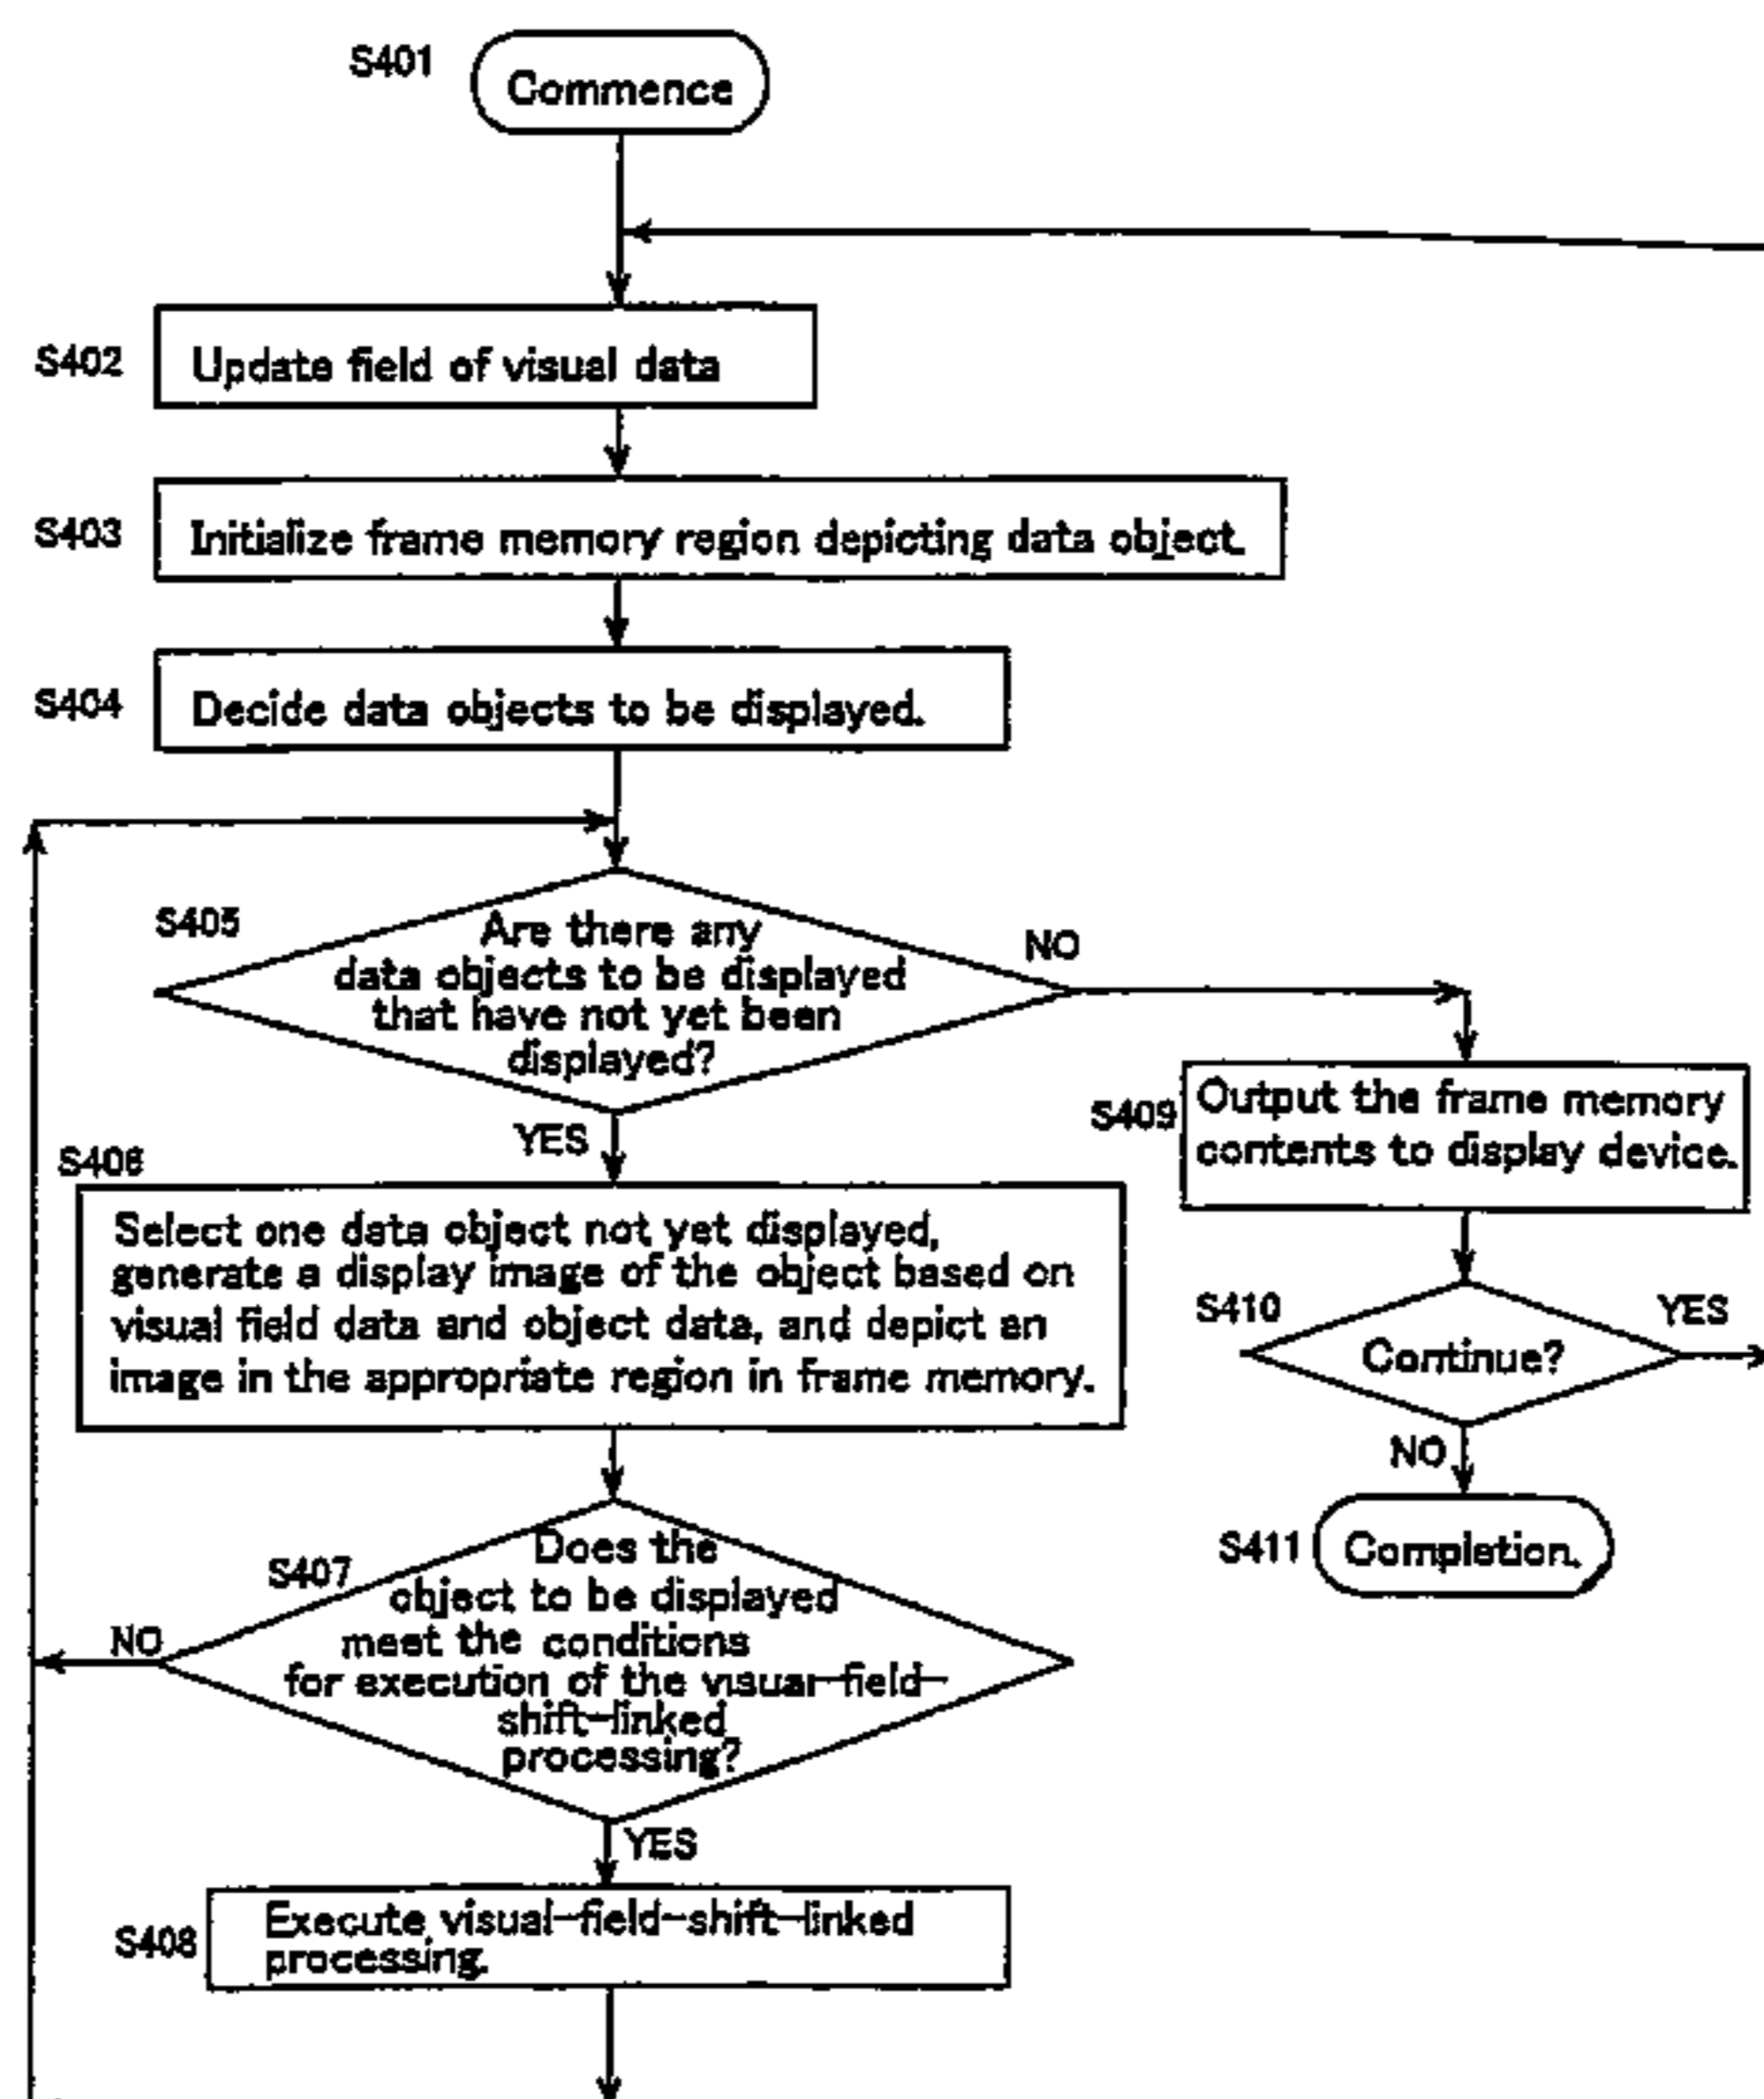 S401
Commence
S402
Update field of visual data
S403
Initialize frame memory region depicting data object.
S404
Decide data objects to be displayed.
S405
Are there any
data objects to be displayed
that have not yet been
displayed?
NO
YES
S406
Select one data object not yet displayed,
generate a display image of the object based on
visual field data and object data, and depict an
image in the appropriate region in frame memory.
S407
Does the
object to be displayed
meet the conditions
for execution of the visual-field-
shift-linked
processing?
NO
YES
S408
Execute visual-field-shift-linked
processing.
S409
Output the frame memory
contents to display device.
S410
Continue?
YES
NO
S411
Completion.